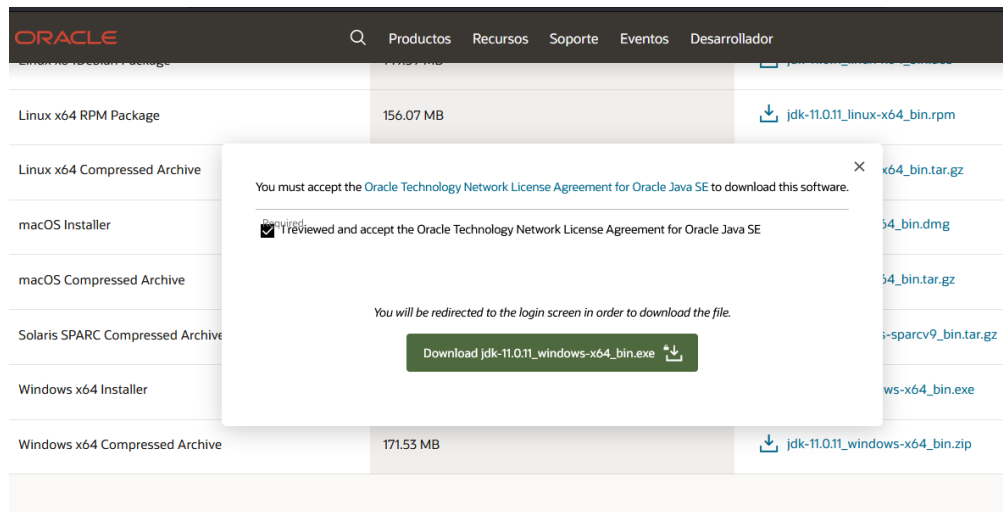 ORACLE Productos Recursos Soporte Eventos Desarrollador
Linux x64 RPM Package 156.07 MB jdk-11.0.11_linux-x64_bin.rpm
Linux x64 Compressed Archive x64_bin.tar.gz
You must accept the Oracle Technology Network License Agreement for Oracle Java SE to download this software.
Required
I reviewed and accept the Oracle Technology Network License Agreement for Oracle Java SE
macOS Installer 64_bin.dmg
macOS Compressed Archive 64_bin.tar.gz
You will be redirected to the login screen in order to download the file.
Solaris SPARC Compressed Archive s-sparcv9_bin.tar.gz
Download jdk-11.0.11_windows-x64_bin.exe
Windows x64 Installer ws-x64_bin.exe
Windows x64 Compressed Archive 171.53 MB jdk-11.0.11_windows-x64_bin.zip